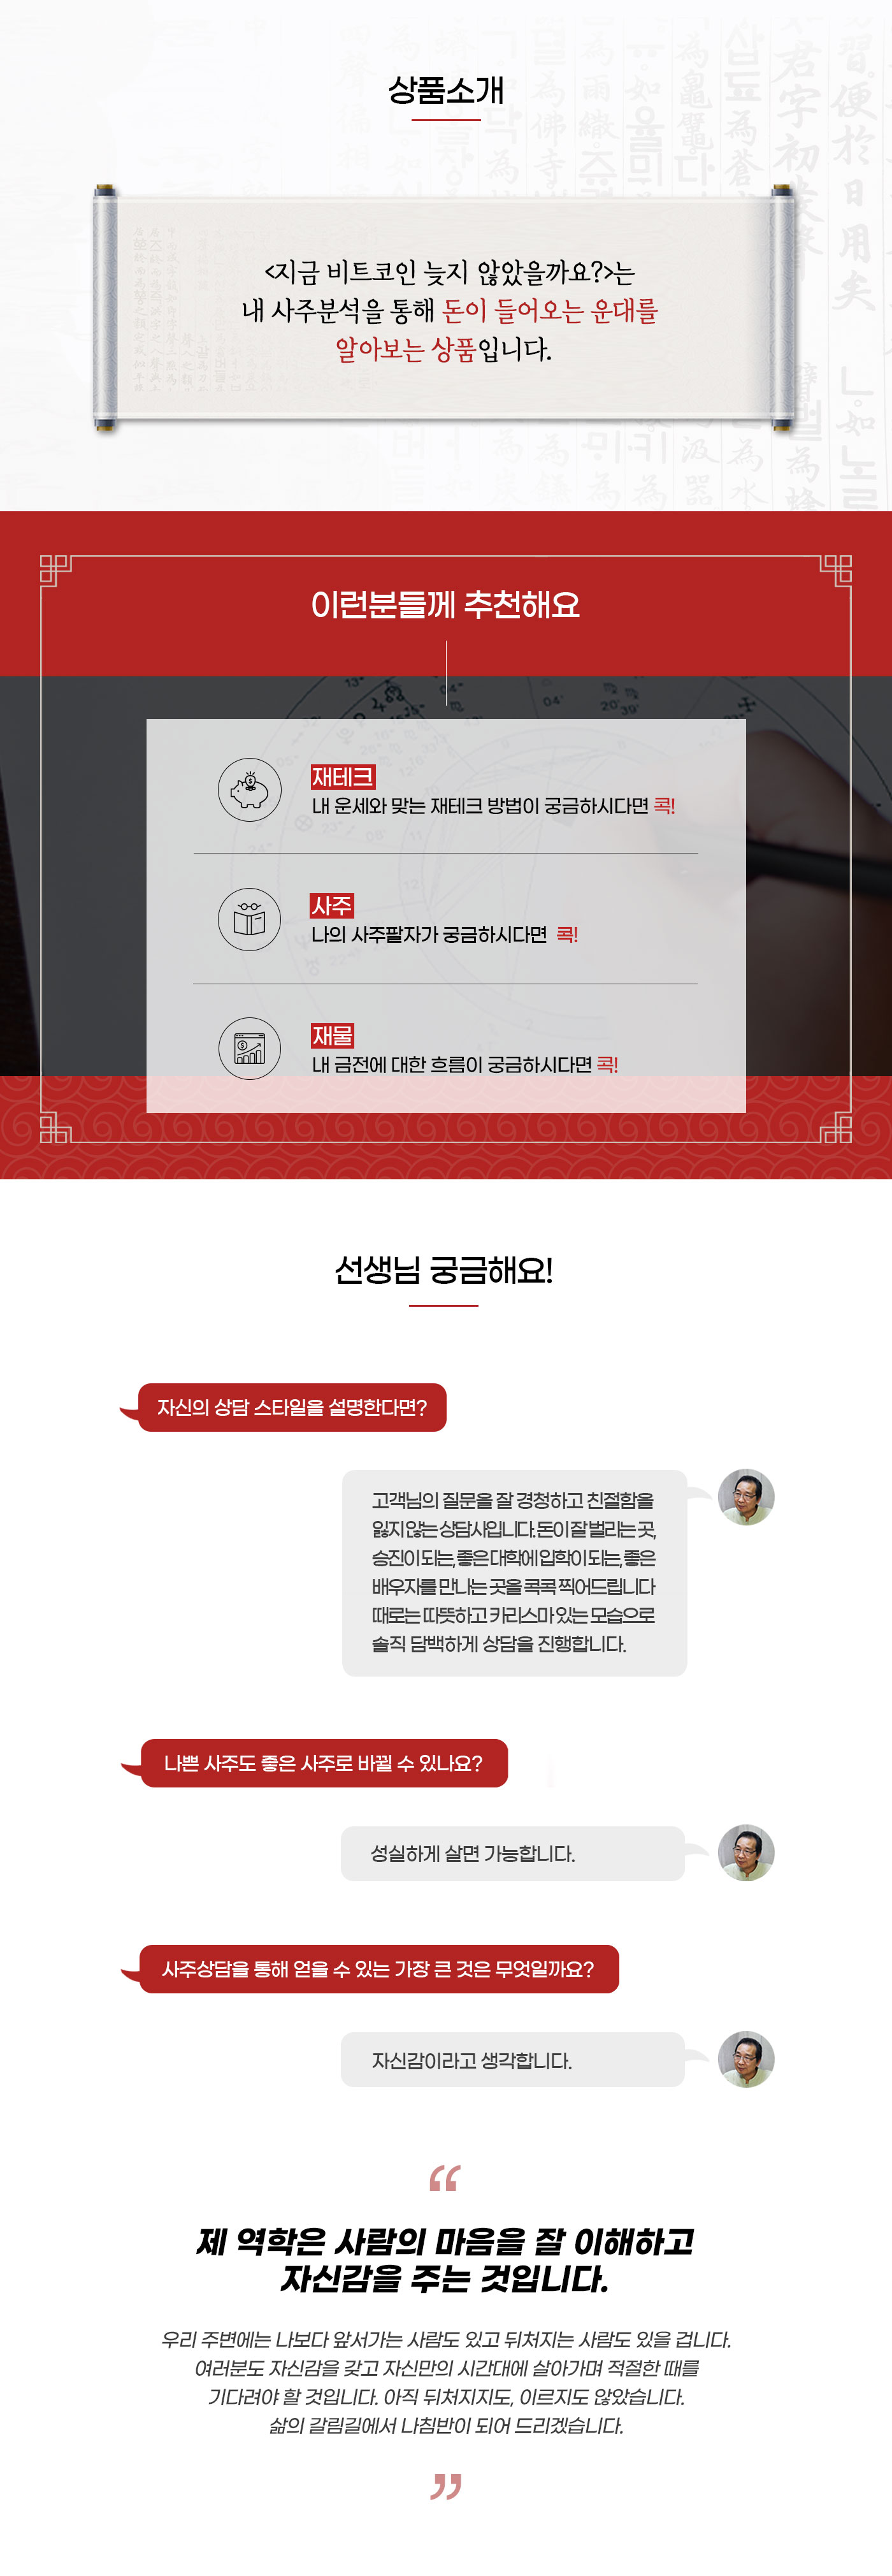 상품소개
<지금 비트코인 늦지 않았을까요?>는
내 사주분석을 통해 돈이 들어오는 운대를
알아보는 상품입니다.
이런분들께 추천해요
재테크
내 운세와 맞는 재테크 방법이 궁금하시다면 콕!
사주
나의 사주팔자가 궁금하시다면 콕!
재물
내 금전에 대한 흐름이 궁금하시다면 콕!
선생님 궁금해요!
자신의 상담 스타일을 설명한다면?
고객님의 질문을 잘 경청하고 친절함을
잃지 않는 상담사입니다. 돈이 잘 벌리는 곳,
승진이 되는, 좋은 대학에 입학이 되는, 좋은
배우자를 만나는 곳을 콕콕 찍어드립니다
때로는 따뜻하고 카리스마 있는 모습으로
솔직 담백하게 상담을 진행합니다.
나쁜 사주도 좋은 사주로 바뀔 수 있나요?
성실하게 살면 가능합니다.
사주상담을 통해 얻을 수 있는 가장 큰 것은 무엇일까요?
자신감이라고 생각합니다.
“
제 역학은 사람의 마음을 잘 이해하고
자신감을 주는 것입니다.
우리 주변에는 나보다 앞서가는 사람도 있고 뒤쳐지는 사람도 있을 겁니다.
여러분도 자신감을 갖고 자신만의 시간대에 살아가며 적절한 때를
기다려야 할 것입니다. 아직 뒤쳐지지도, 이르지도 않았습니다.
삶의 갈림길에서 나침반이 되어 드리겠습니다.
”